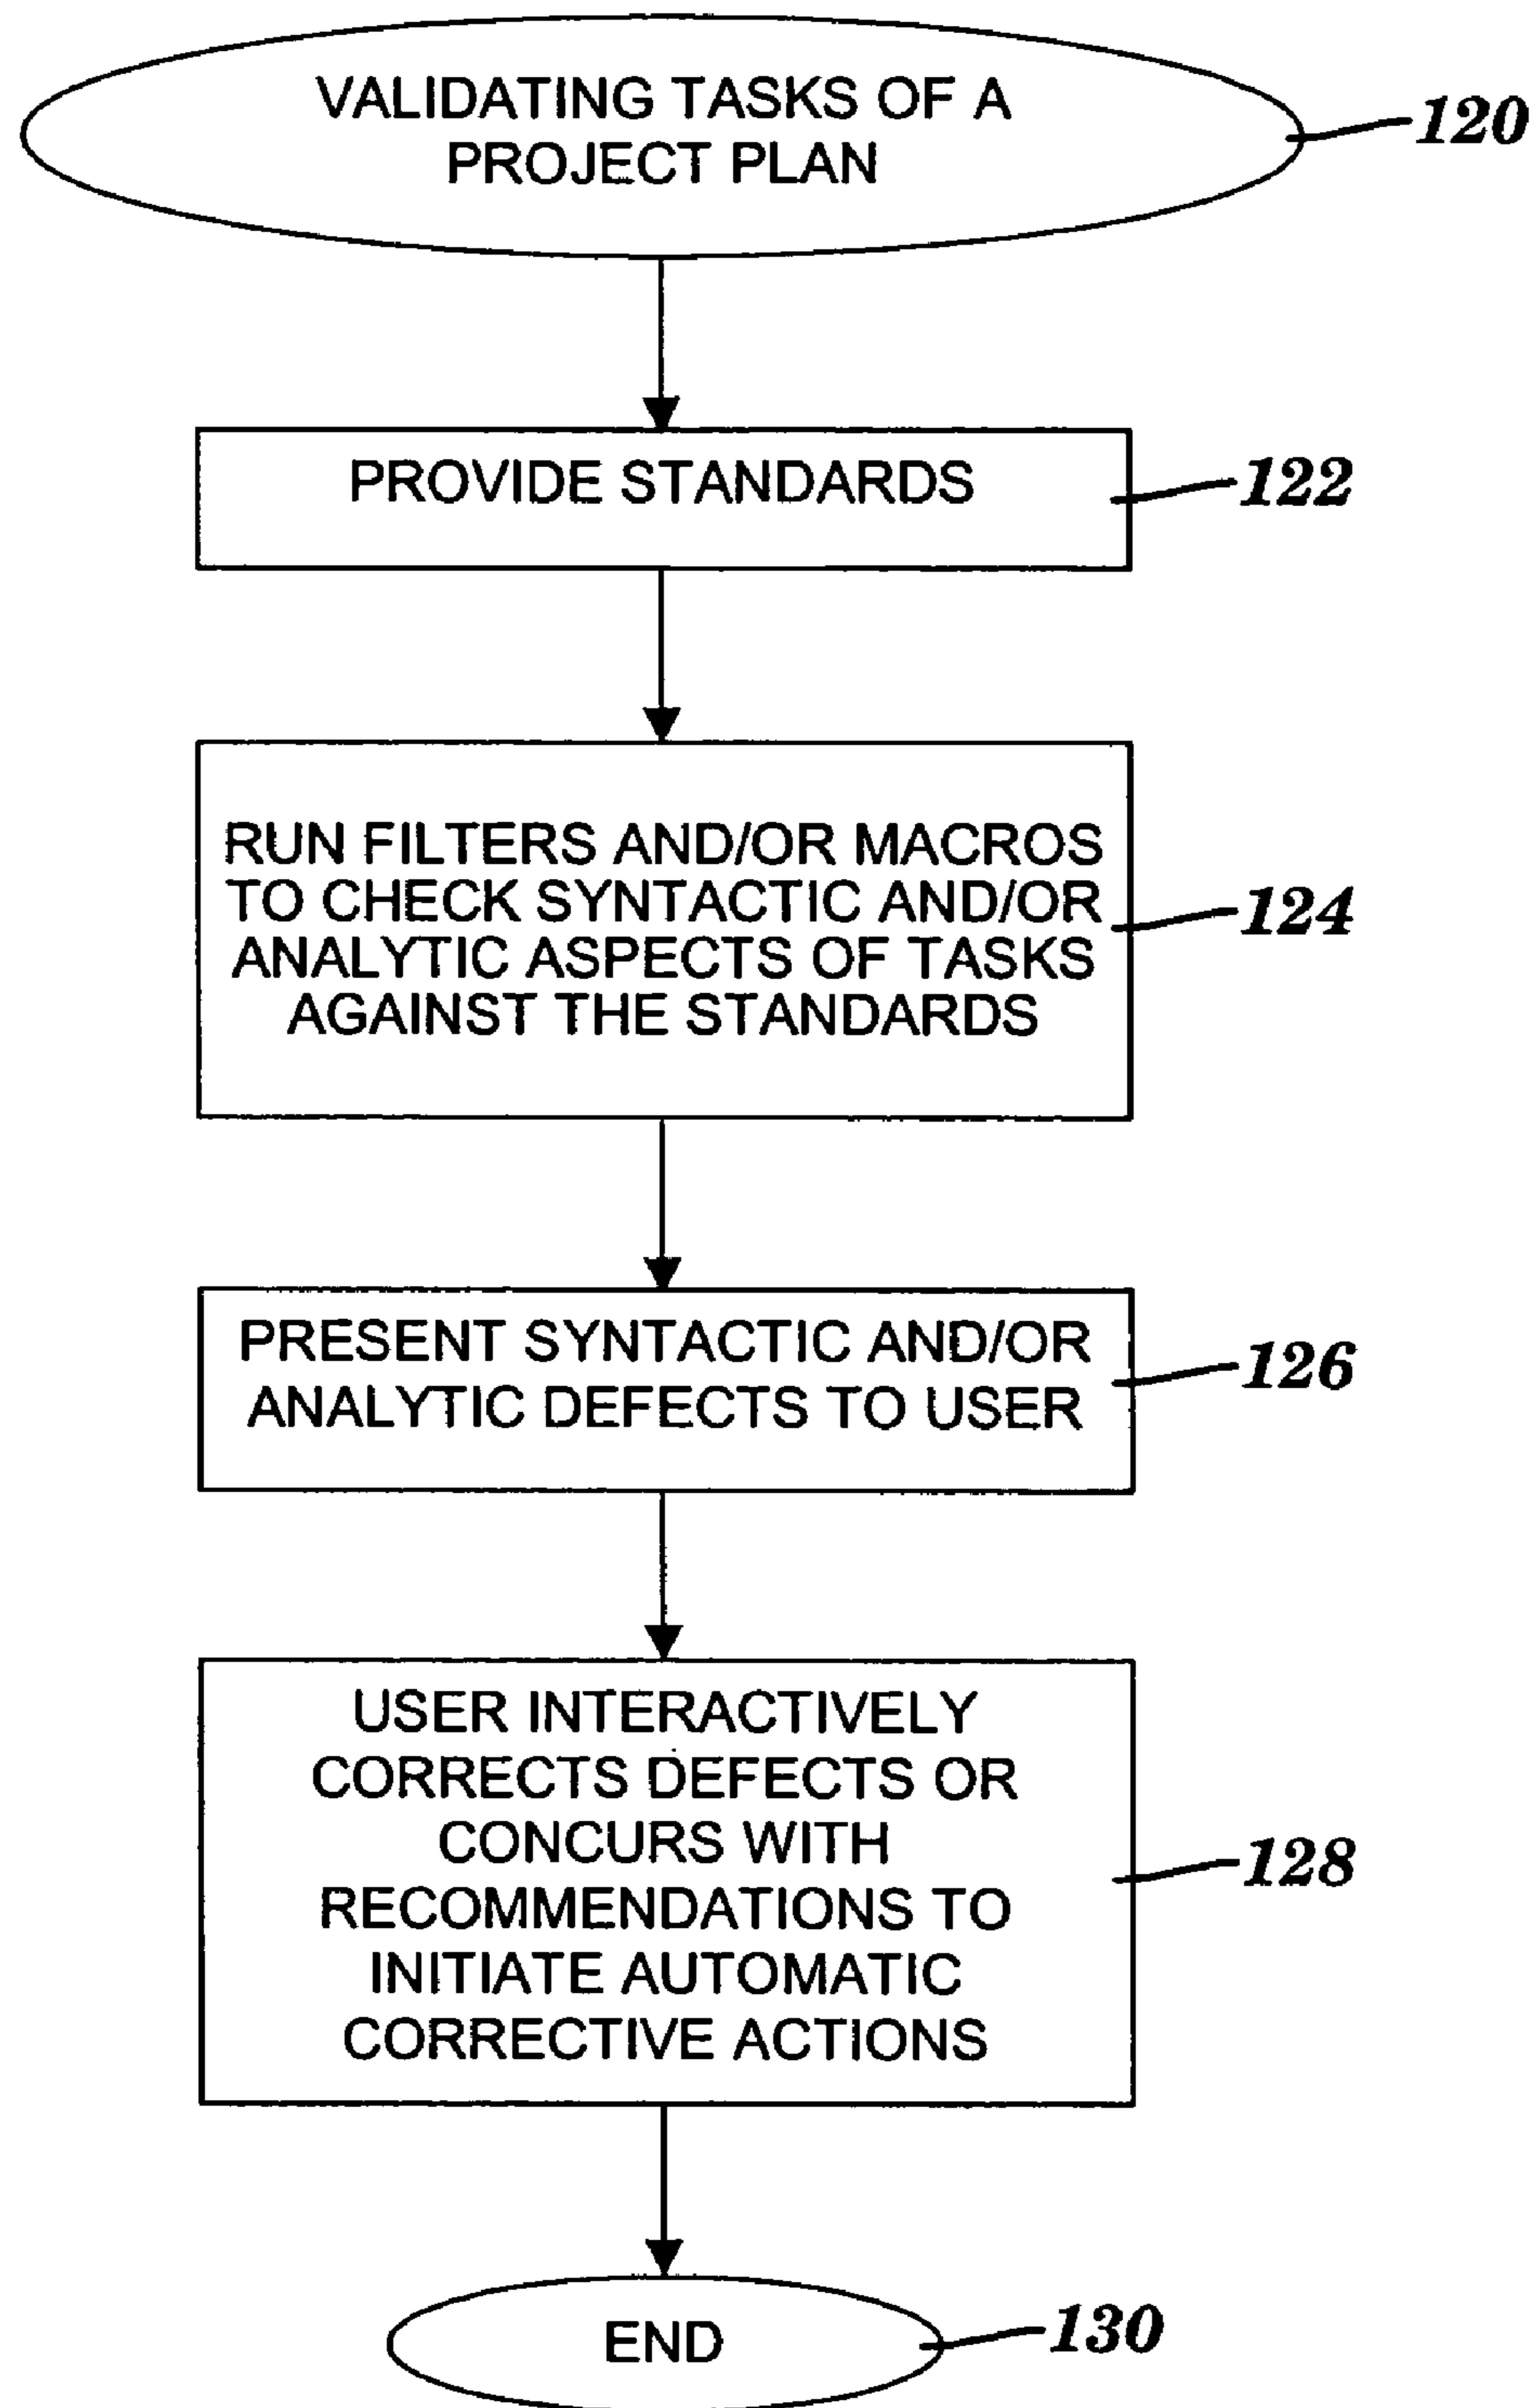 VALIDATING TASKS OF A
PROJECT PLAN
120
PROVIDE STANDARDS
122
RUN FILTERS AND/OR MACROS
TO CHECK SYNTACTIC AND/OR
ANALYTIC ASPECTS OF TASKS
AGAINST THE STANDARDS
124
PRESENT SYNTACTIC AND/OR
ANALYTIC DEFECTS TO USER
126
USER INTERACTIVELY
CORRECTS DEFECTS OR
CONCURS WITH
RECOMMENDATIONS TO
INITIATE AUTOMATIC
CORRECTIVE ACTIONS
128
END
130